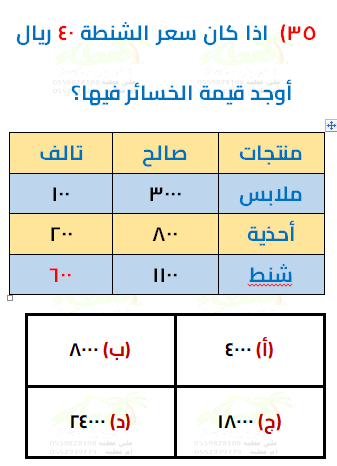 ٣٥) اذا كان سعر الشنطة ٤٠ ريال
أوجد قيمة الخسائر فيها؟
منتجات صالح تالف
ملابس ٣٠٠٠ ١٠٠
أحذية ٨٠٠ ٢٠٠
شنط ١١٠٠ ٦٠٠
(أ) ٤٠٠٠ (ب) ٨٠٠٠
(ج) ١٨٠٠٠ (د) ٢٤٠٠٠